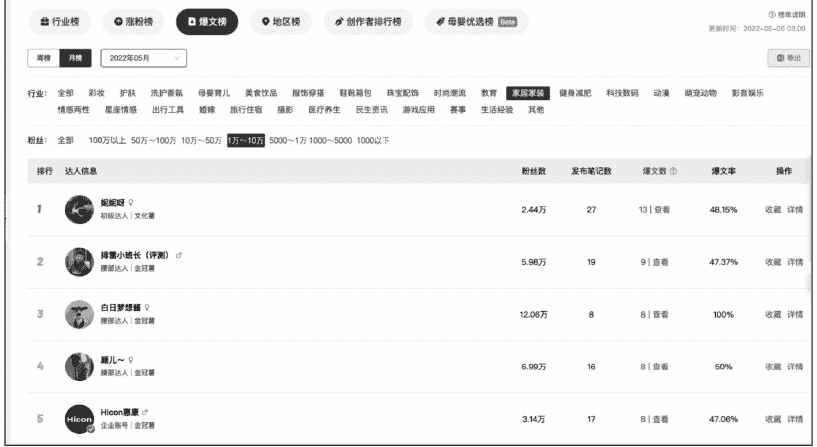 行业榜 涨粉榜 爆文榜 地区榜 创作者排行榜 母婴优选榜 Beta
榜单说明
更新时间：2022-06-06 08:00
周榜 月榜 2022年05月 导出
行业： 全部 彩妆 护肤 洗护香氛 母婴育儿 美食饮品 服饰穿搭 鞋靴箱包 珠宝配饰 时尚潮流 教育 家居家装 健身减肥 科技数码 动漫 萌宠动物 影音娱乐
情感两性 星座情感 出行工具 婚嫁 旅行住宿 摄影 医疗养生 民生资讯 游戏应用 赛事 生活经验 其他
粉丝： 全部 100万以上 50万～100万 10万～50万 1万～10万 5000～1万 1000～5000 1000以下
排行 达人信息 粉丝数 发布笔记数 爆文数 爆文率 操作
1 妮妮呀 ♀ 2.44万 27 13 | 查看 48.15% 收藏 详情
初级达人 | 文化薯
2 排雷小班长（评测） ♂ 5.98万 19 9 | 查看 47.37% 收藏 详情
腰部达人 | 金冠薯
3 白日梦想酱 ♀ 12.06万 8 8 | 查看 100% 收藏 详情
腰部达人 | 金冠薯
4 颖儿～ ♀ 6.99万 16 8 | 查看 50% 收藏 详情
腰部达人 | 金冠薯
5 Hicon Hicon惠康 ♂ 3.14万 17 8 | 查看 47.06% 收藏 详情
企业账号 | 金冠薯